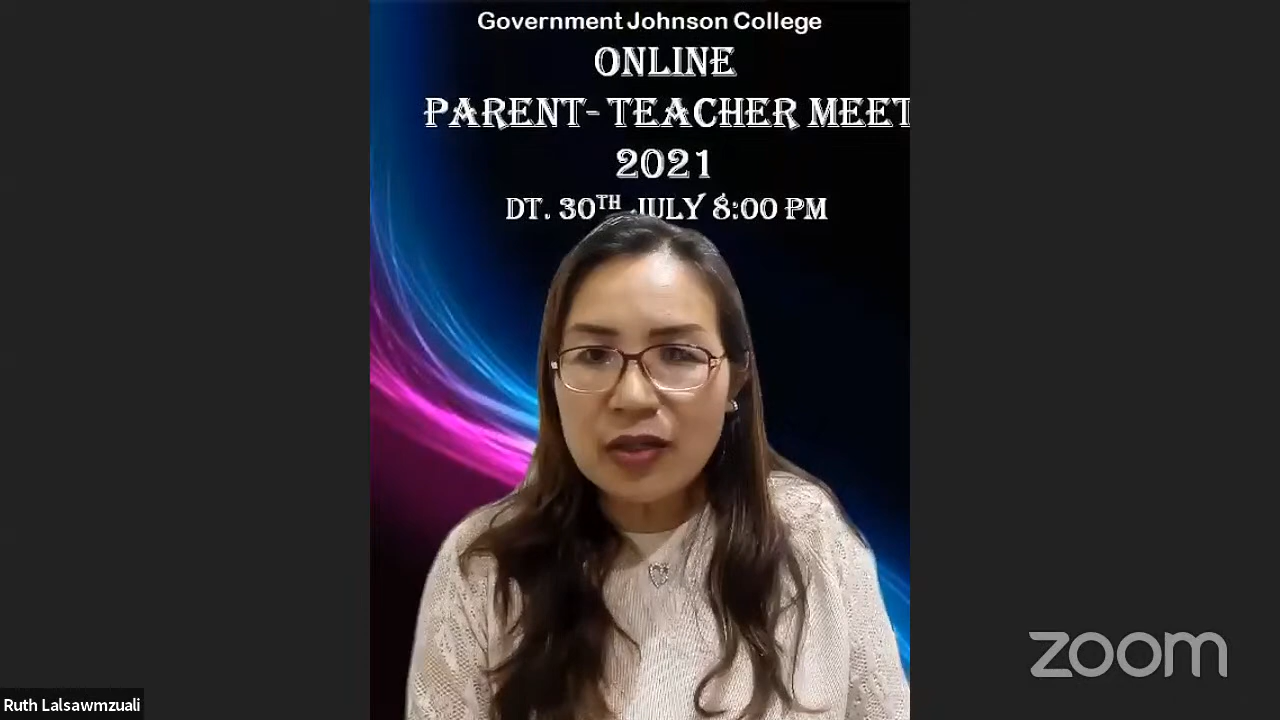 Government Johnson College
ONLINE
PARENT- TEACHER MEET
2021
DT. 30TH JULY 8:00 PM
zoom
Ruth Lalsawmzuali